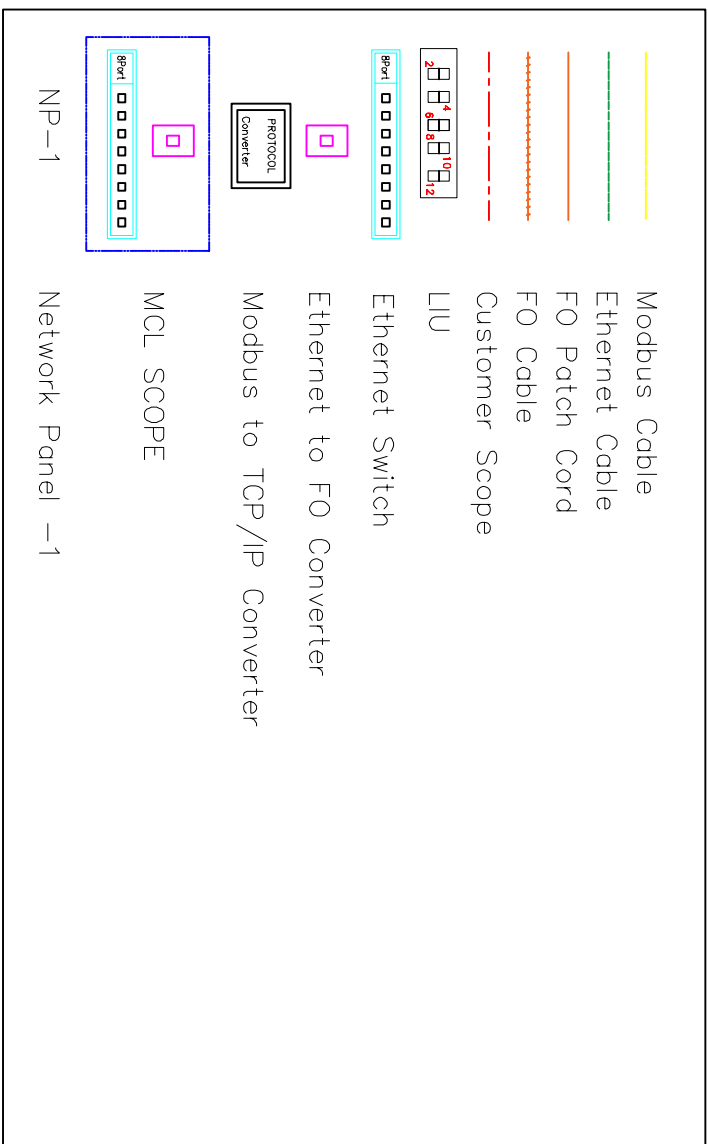 Modbus Cable
Ethernet Cable
FO Patch Cord
FO Cable
Customer Scope
2 4 6 8 10 12
LIU
8Port
Ethernet Switch
Ethernet to FO Converter
PROTOCOL
Converter
Modbus to TCP/IP Converter
8Port
MCL SCOPE
NP-1
Network Panel -1